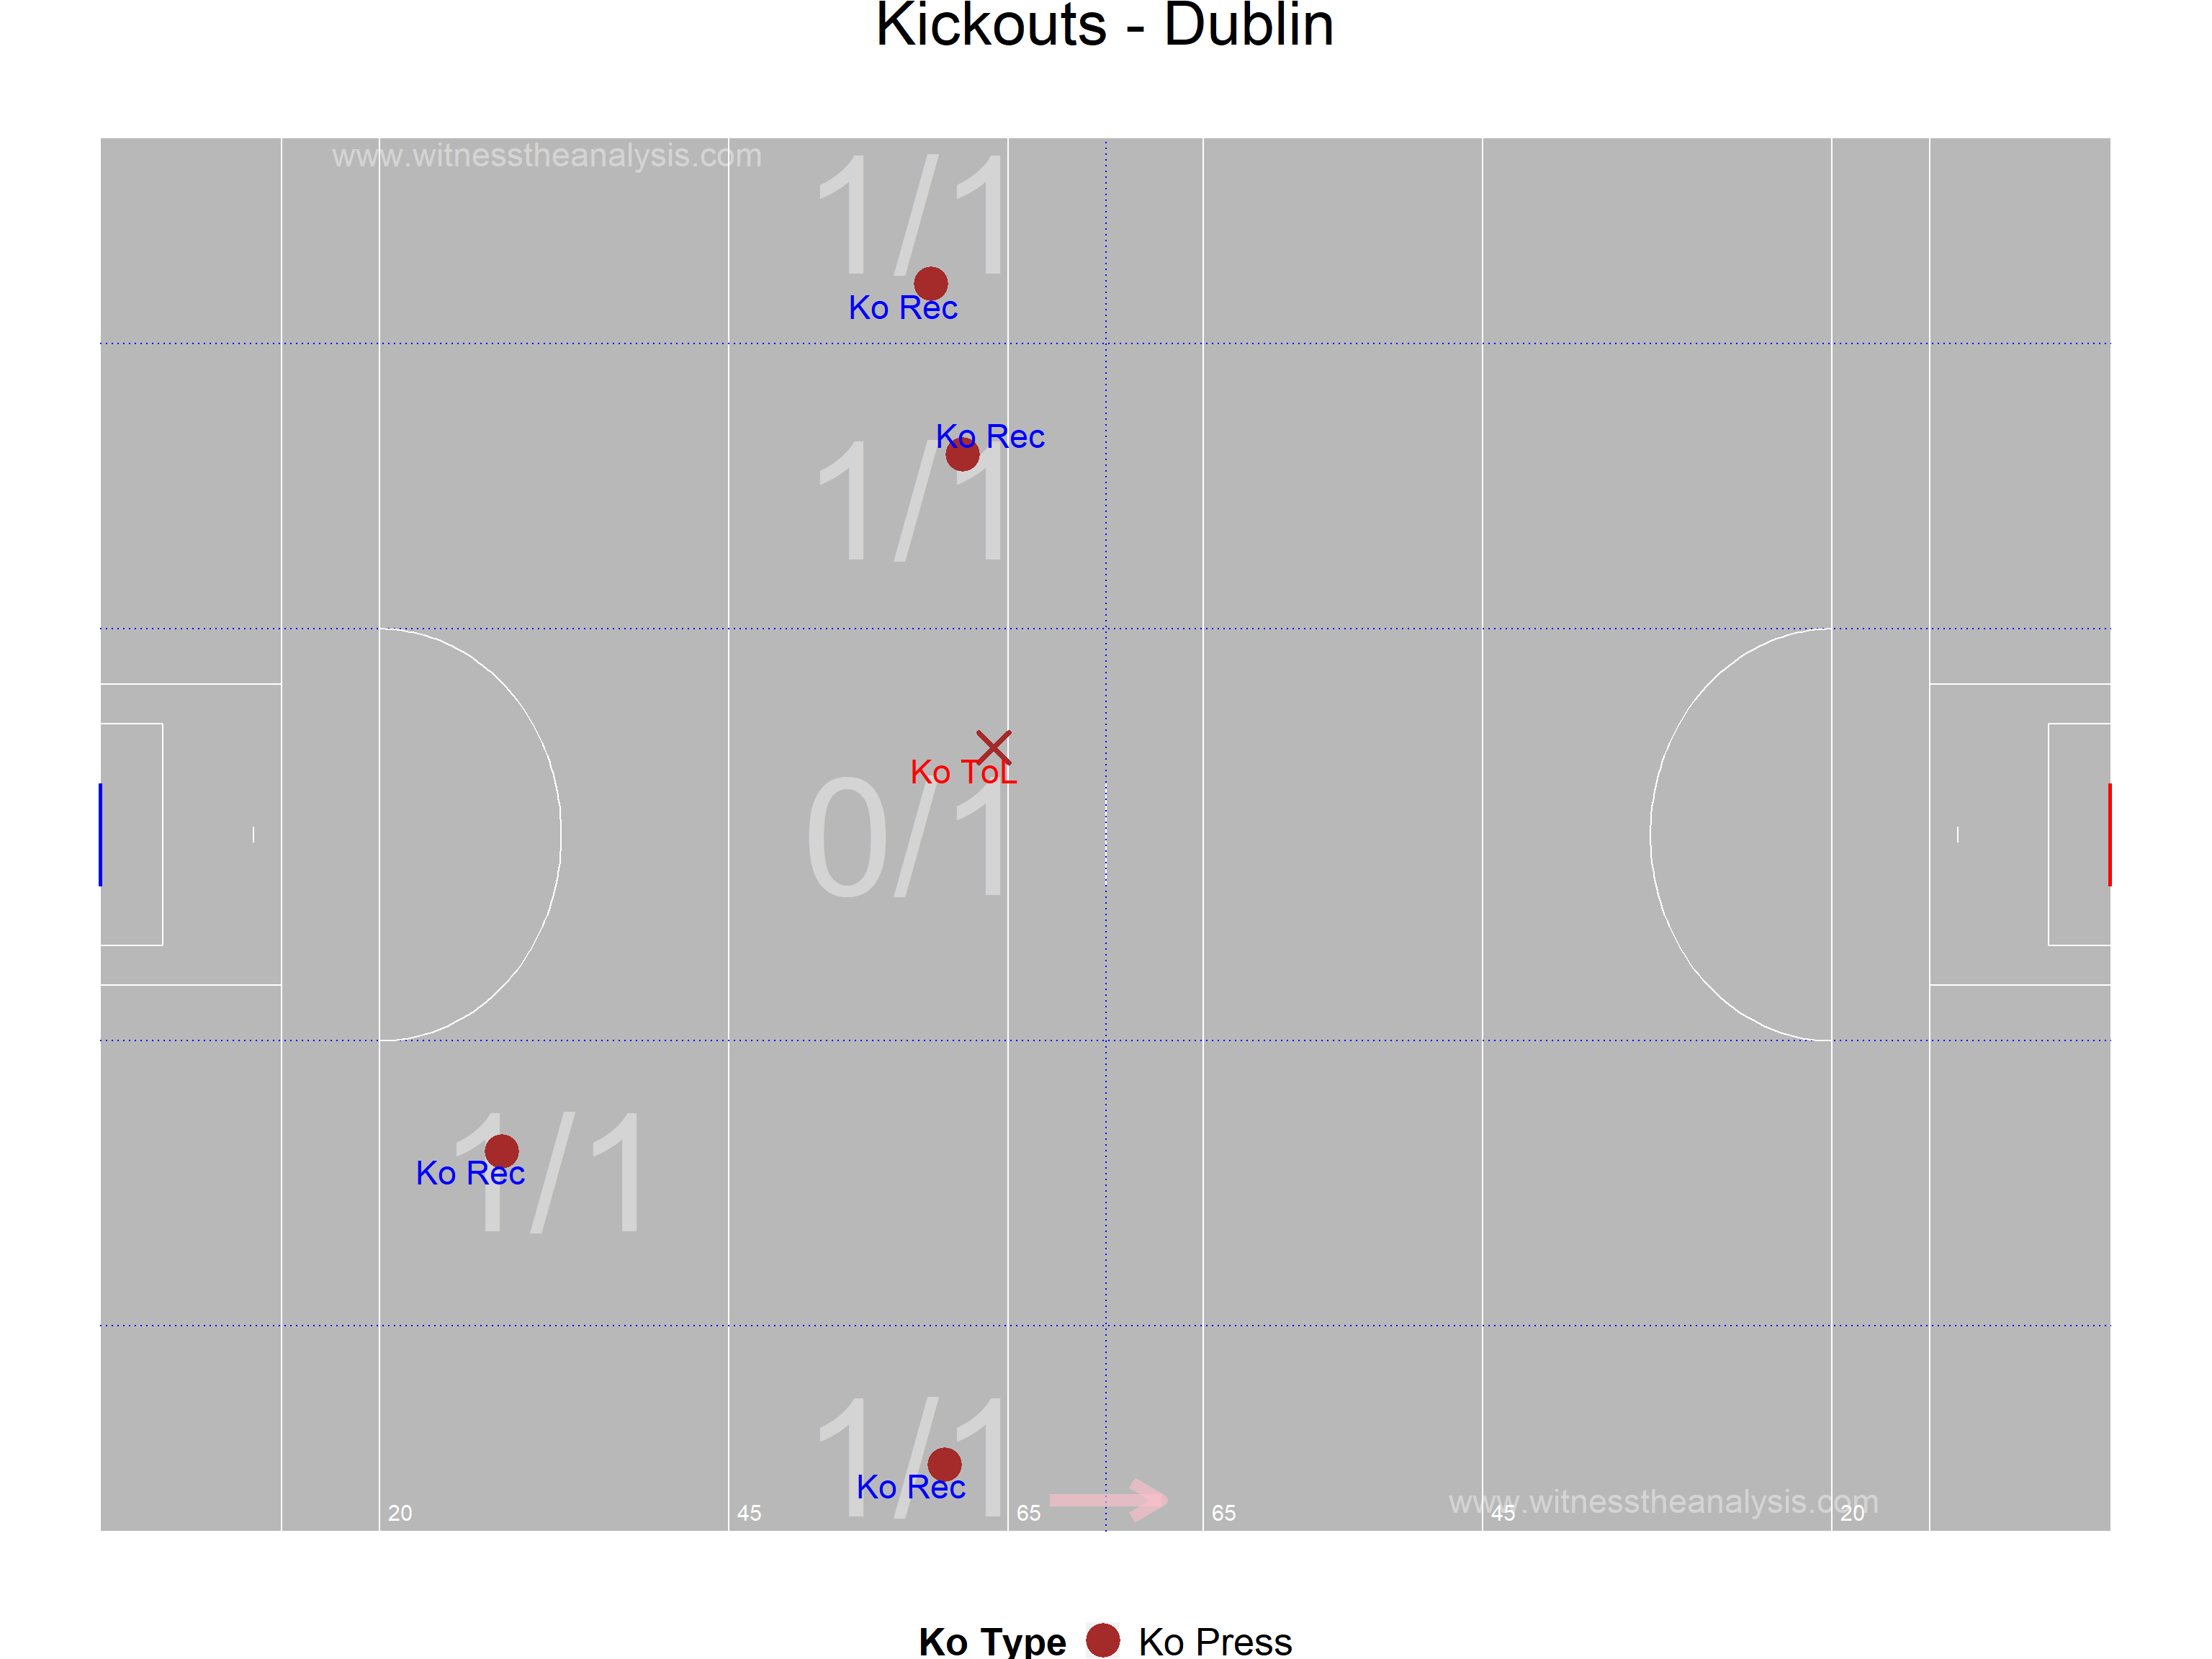 Kickouts - Dublin
www.witnesstheanalysis.com
1/1
Ko Rec
Ko Rec
1/1
Ko ToL
0/1
1/1
Ko Rec
1/1
Ko Rec
www.witnesstheanalysis.com
20 45 65 65 45 20
Ko Type Ko Press